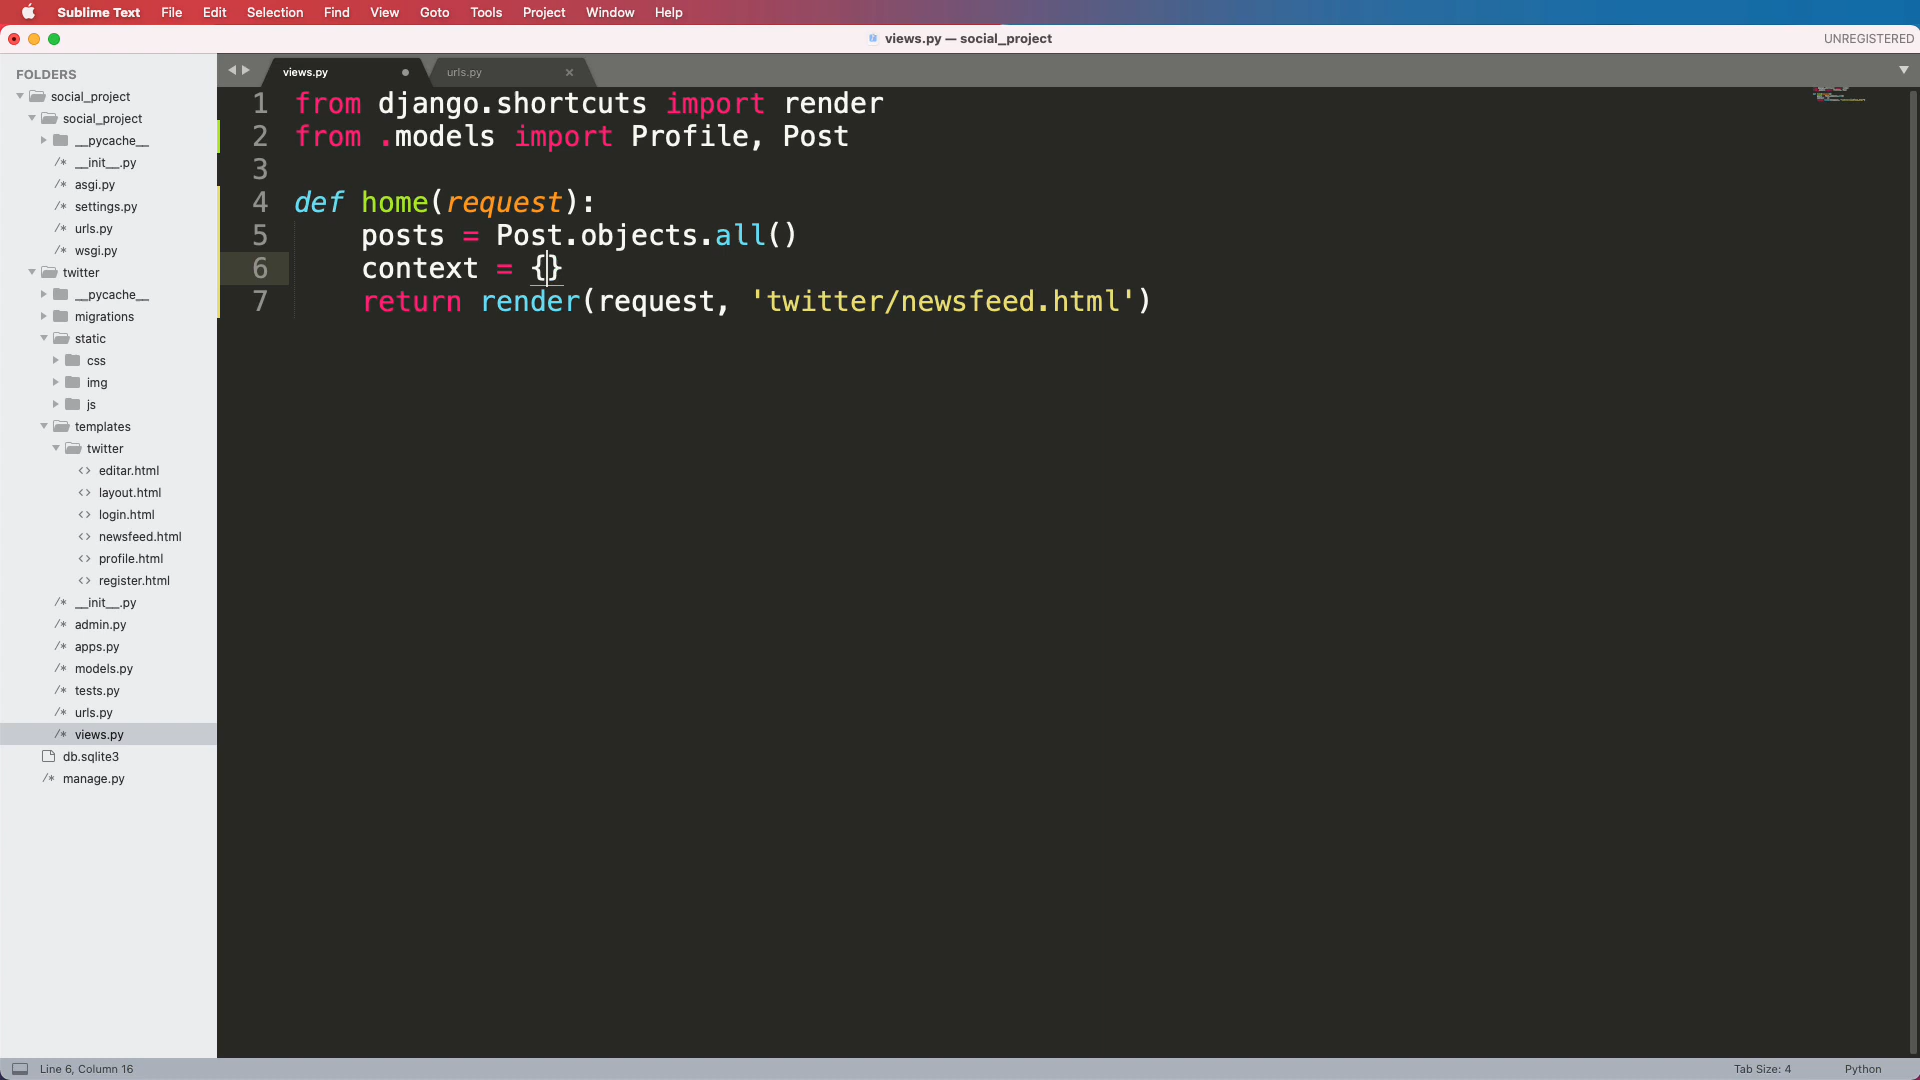 Sublime Text File Edit Selection Find View Goto Tools Project Window Help
views.py — social_project
UNREGISTERED
FOLDERS
social_project
social_project
__pycache__
/* __init__.py
/* asgi.py
/* settings.py
/* urls.py
/* wsgi.py
twitter
__pycache__
migrations
static
css
img
js
templates
twitter
<> editar.html
<> layout.html
<> login.html
<> newsfeed.html
<> profile.html
<> register.html
/* __init__.py
/* admin.py
/* apps.py
/* models.py
/* tests.py
/* urls.py
/* views.py
db.sqlite3
/* manage.py
views.py urls.py
1 from django.shortcuts import render
2 from .models import Profile, Post
3
4 def home(request):
5 posts = Post.objects.all()
6 context = {}
7 return render(request, 'twitter/newsfeed.html')
Line 6, Column 16
Tab Size: 4
Python